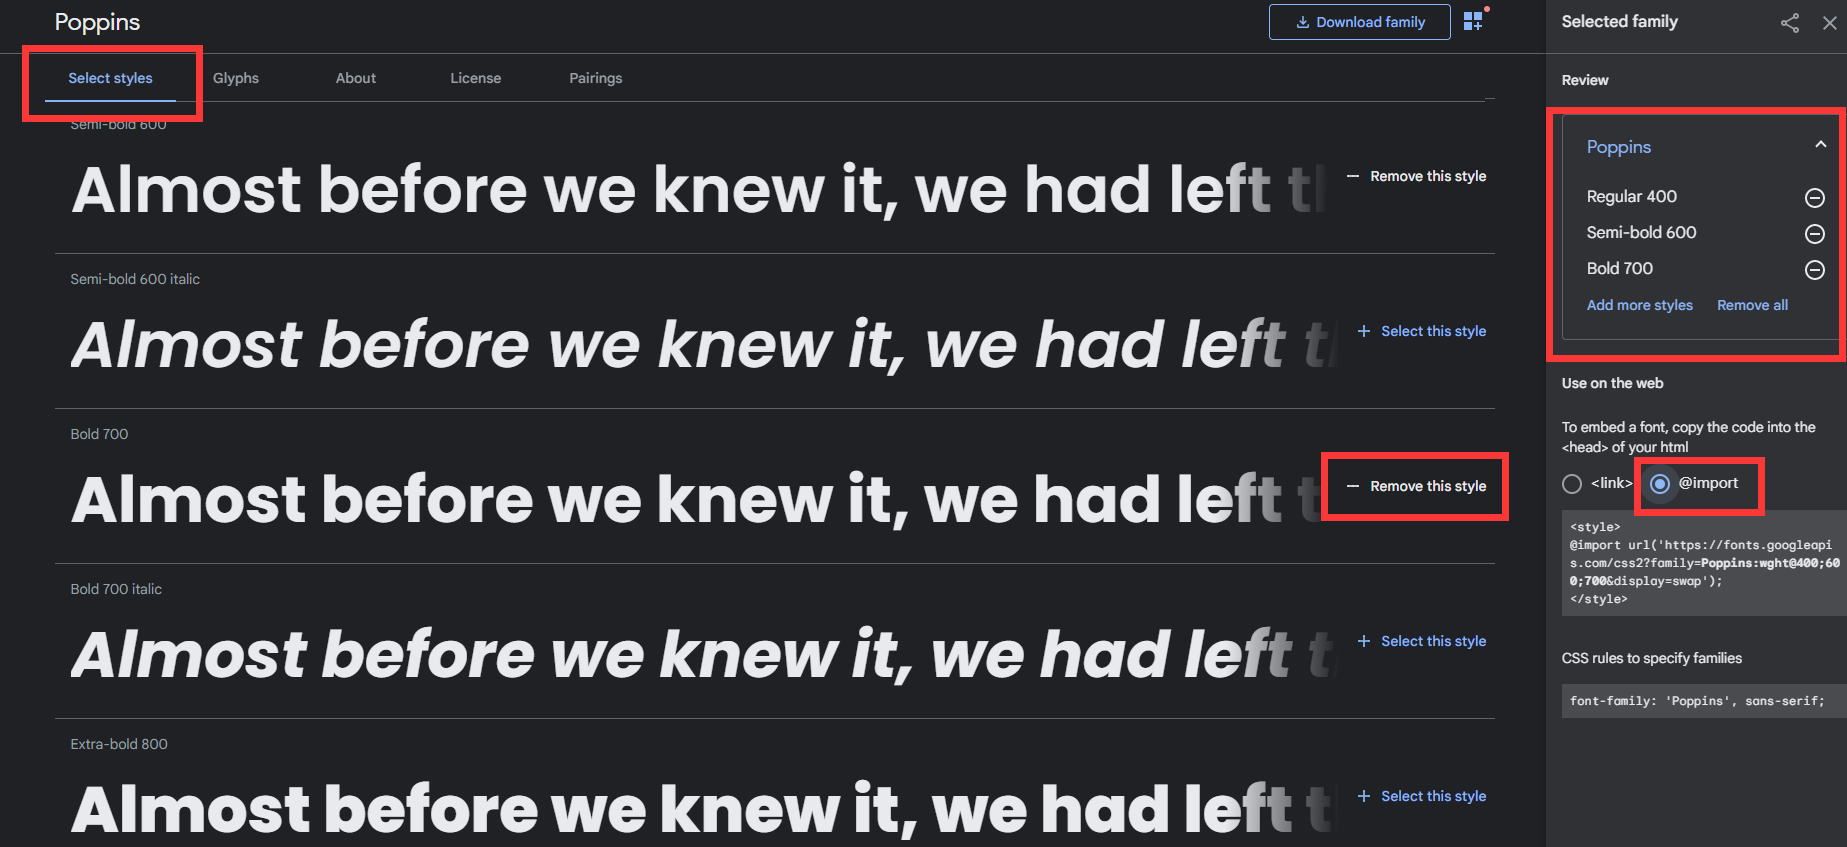 Poppins
Download family
Select styles
Glyphs
About
License
Pairings
Semi-bold 600
Almost before we knew it, we had left
Remove this style
Semi-bold 600 italic
Almost before we knew it, we had left
Select this style
Bold 700
Almost before we knew it, we had left
Remove this style
Bold 700 italic
Almost before we knew it, we had left
Select this style
Extra-bold 800
Almost before we knew it, we had left
Select this style
Selected family
Review
Poppins
Regular 400
Semi-bold 600
Bold 700
Add more styles
Remove all
Use on the web
To embed a font, copy the code into the
<head> of your html
<link>
@import
<style>
@import url('https://fonts.googleapi
s.com/css2?family=Poppins:wght@400;60
0;700&display=swap');
</style>
CSS rules to specify families
font-family: 'Poppins', sans-serif;